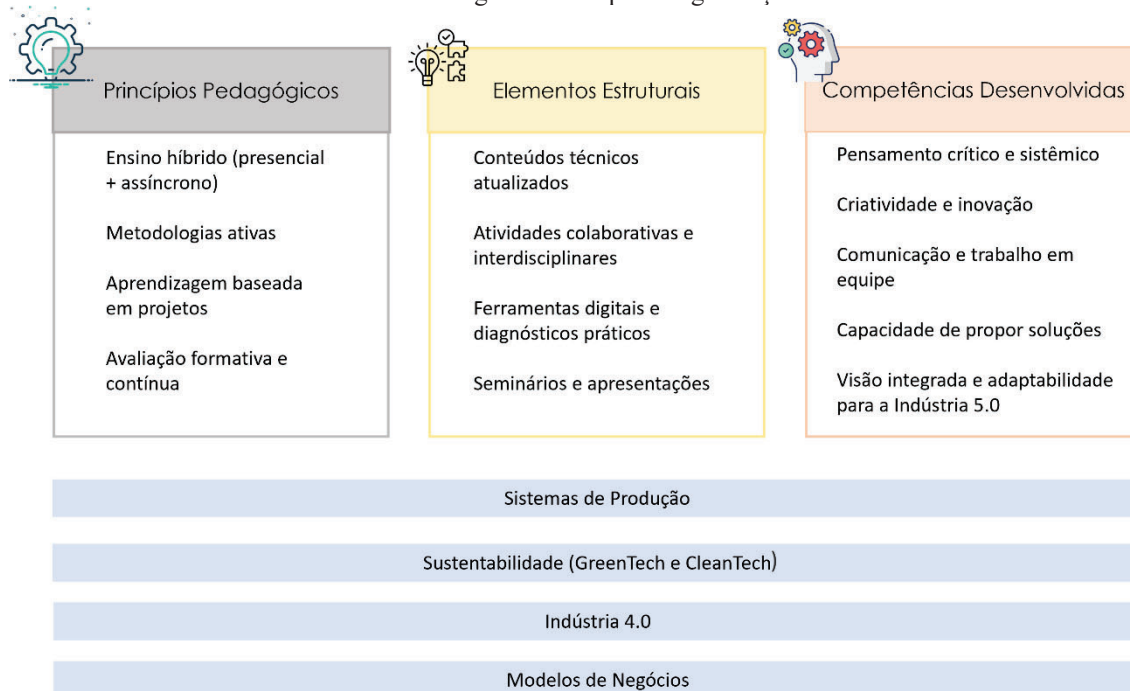 Princípios Pedagógicos
Ensino híbrido (presencial
+ assíncrono)
Metodologias ativas
Aprendizagem baseada
em projetos
Avaliação formativa e
contínua
Elementos Estruturais
Conteúdos técnicos
atualizados
Atividades colaborativas e
interdisciplinares
Ferramentas digitais e
diagnósticos práticos
Seminários e apresentações
Competências Desenvolvidas
Pensamento crítico e sistêmico
Criatividade e inovação
Comunicação e trabalho em
equipe
Capacidade de propor soluções
Visão integrada e adaptabilidade
para a Indústria 5.0
Sistemas de Produção
Sustentabilidade (GreenTech e CleanTech)
Indústria 4.0
Modelos de Negócios